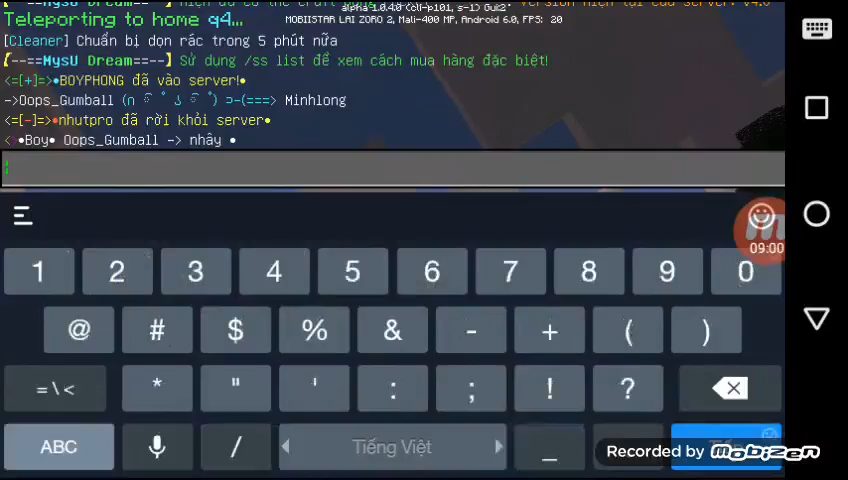 Teleporting to home q4...
MOBIISTAR LAI ZORO 2, Mali-400 MP, Android 6.0, FPS: 20
[Cleaner] Chuẩn bị dọn rác trong 5 phút nữa
【--==MysU Dream==--】 Sử dụng /ss list để xem cách mua hàng đặc biệt!
<=[+]=>•BOYPHONG đã vào server!•
<=[-]=>•nhutpro đã rời khỏi server•
•Boy• Oops_Gumball -> nhây •
09:00
1 2 3 4 5 6 7 8 9 0
@ # $ % & - + ( )
=\< * " ' : ; ! ?
ABC / Tiếng Việt _
Recorded by Mobizen